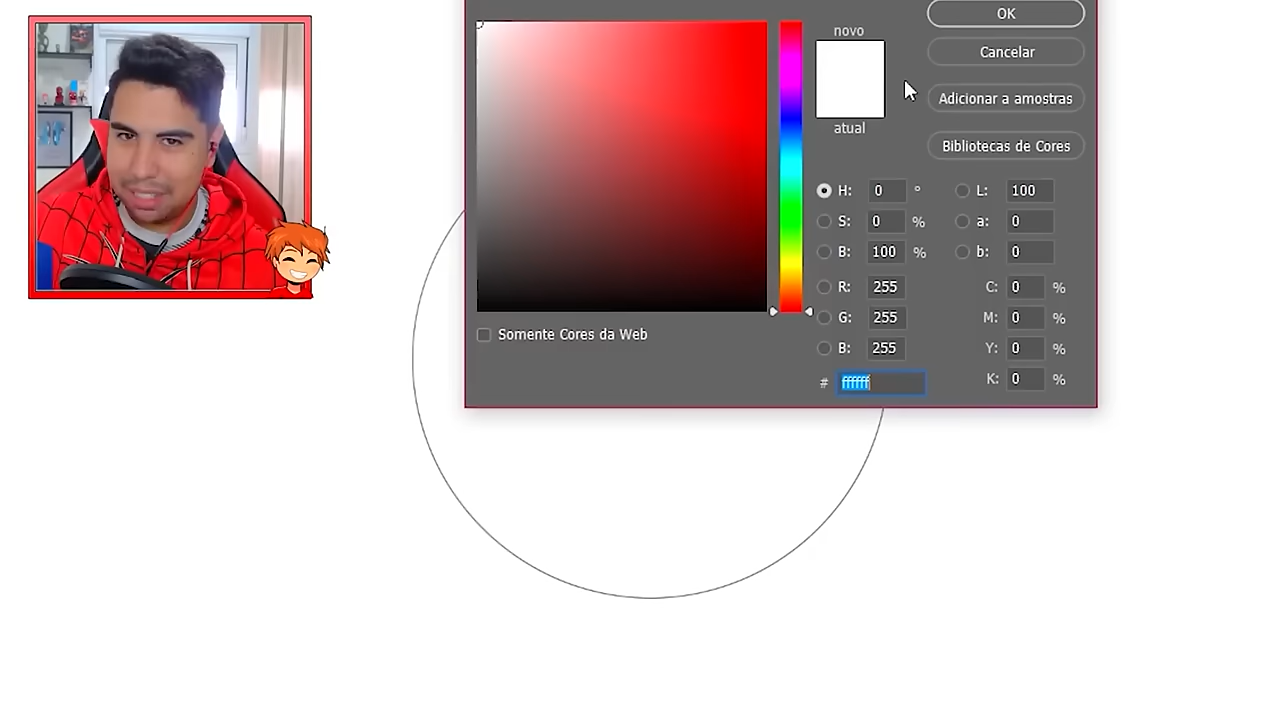 OK
novo
Cancelar
Adicionar a amostras
atual
Bibliotecas de Cores
H: 0 ° L: 100
S: 0 % a: 0
B: 100 % b: 0
R: 255 C: 0 %
G: 255 M: 0 %
Somente Cores da Web
B: 255 Y: 0 %
# ffffff K: 0 %